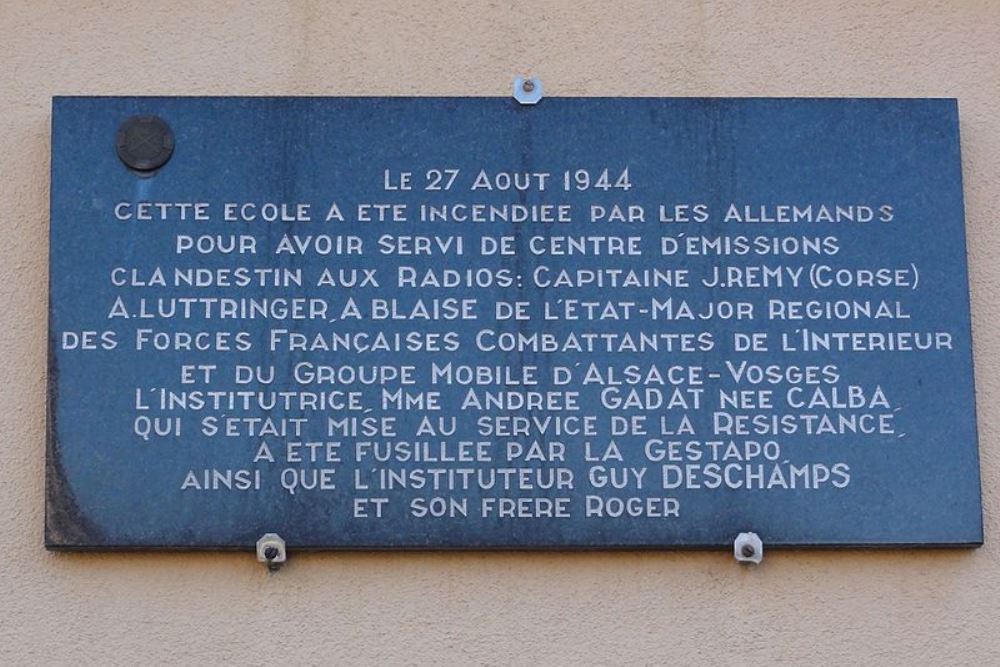 LE 27 AOUT 1944
CETTE ECOLE A ETE INCENDIEE PAR LES ALLEMANDS
POUR AVOIR SERVI DE CENTRE D'EMISSIONS
CLANDESTIN AUX RADIOS: CAPITAINE J.REMY (CORSE)
A.LUTTRINGER, A BLAISE DE L'ETAT-MAJOR REGIONAL
DES FORCES FRANÇAISES COMBATTANTES DE L'INTERIEUR
ET DU GROUPE MOBILE D'ALSACE-VOSGES
L'INSTITUTRICE, MME ANDREE GADAT NEE CALBA,
QUI S'ETAIT MISE AU SERVICE DE LA RESISTANCE,
A ETE FUSILLEE PAR LA GESTAPO,
AINSI QUE L'INSTITUTEUR GUY DESCHAMPS
ET SON FRERE ROGER